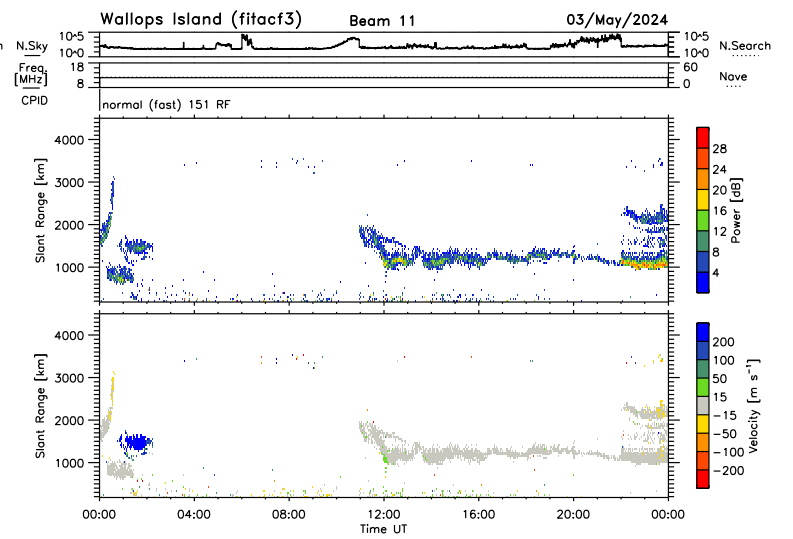 Wallops Island (fitacf3) Beam 11 03/May/2024
n N.Sky 10^5 10^0 10^5 10^0 N.Search
Freq. [MHz] 18 8 60 0 Nave
CPID normal (fast) 151 RF
Slant Range [km]
4000
3000
2000
1000
Power [dB]
28
24
20
16
12
8
4
Slant Range [km]
4000
3000
2000
1000
Velocity [m s⁻¹]
200
100
50
15
-15
-50
-100
-200
00:00 04:00 08:00 12:00 16:00 20:00 00:00
Time UT